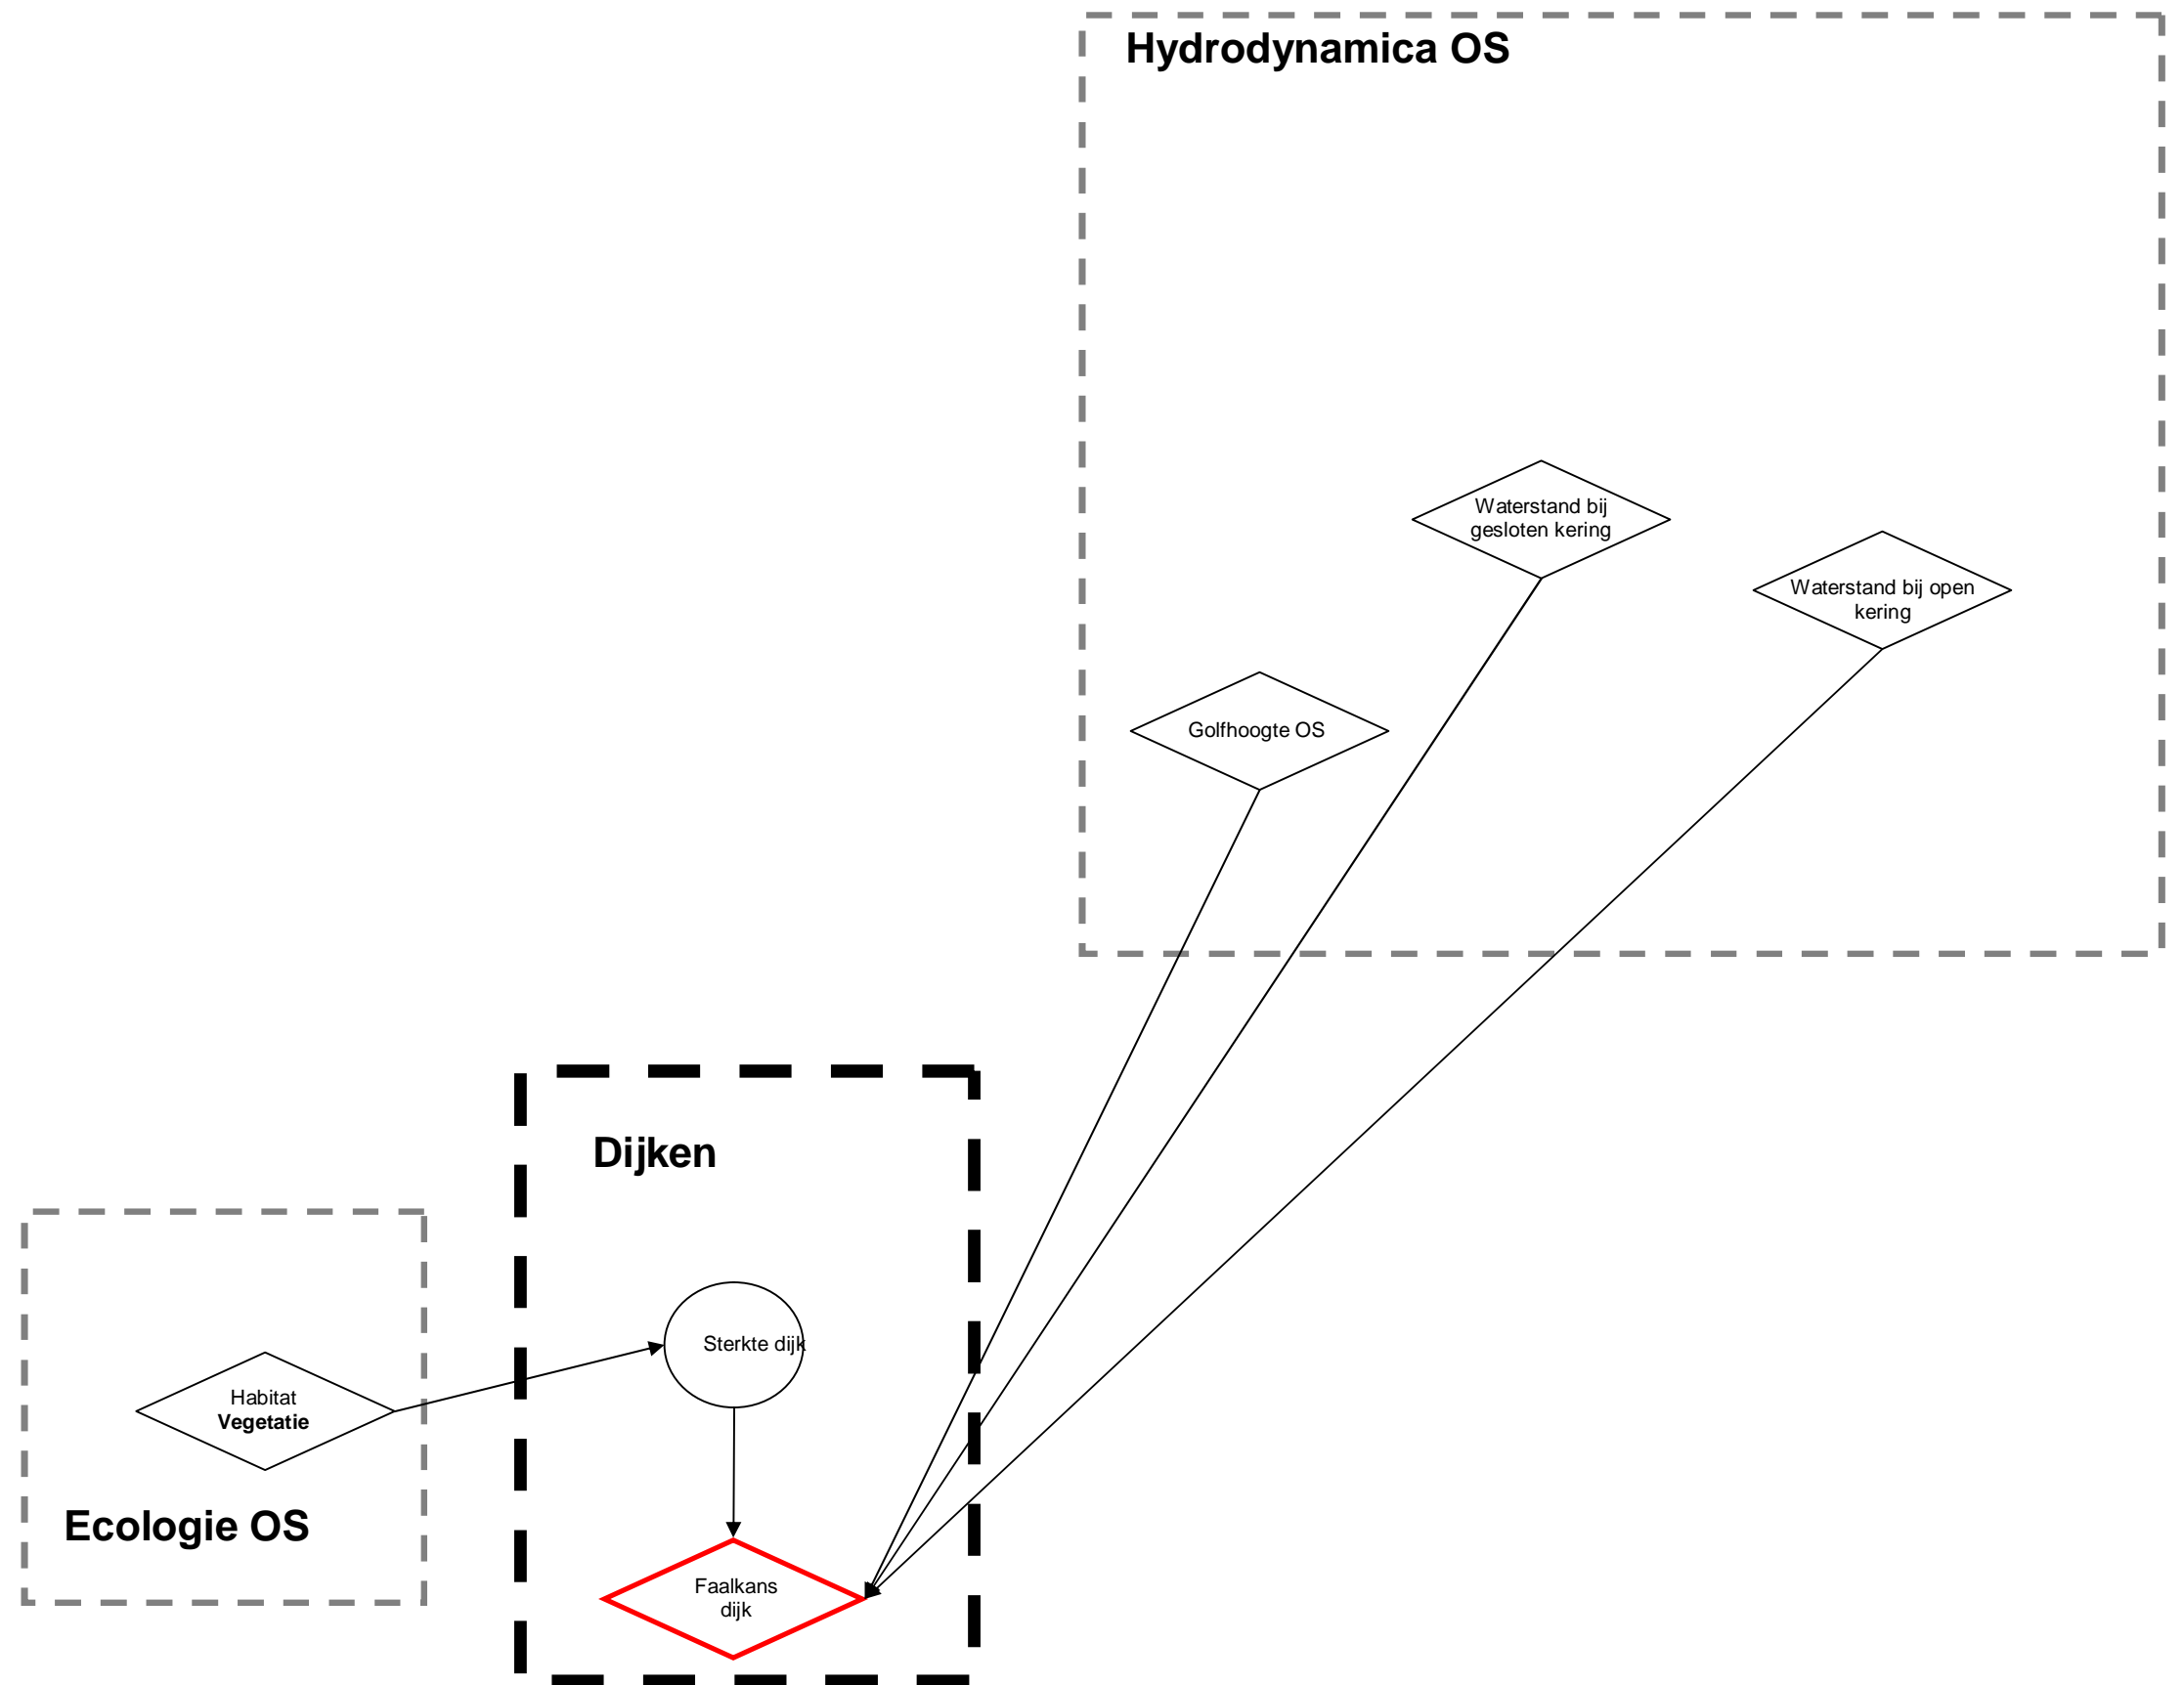 Hydrodynamica OS
Waterstand bij
gesloten kering
Waterstand bij open
kering
Golfhoogte OS
Dijken
Sterkte dijk
Habitat
Vegetatie
Ecologie OS
Faalkans
dijk